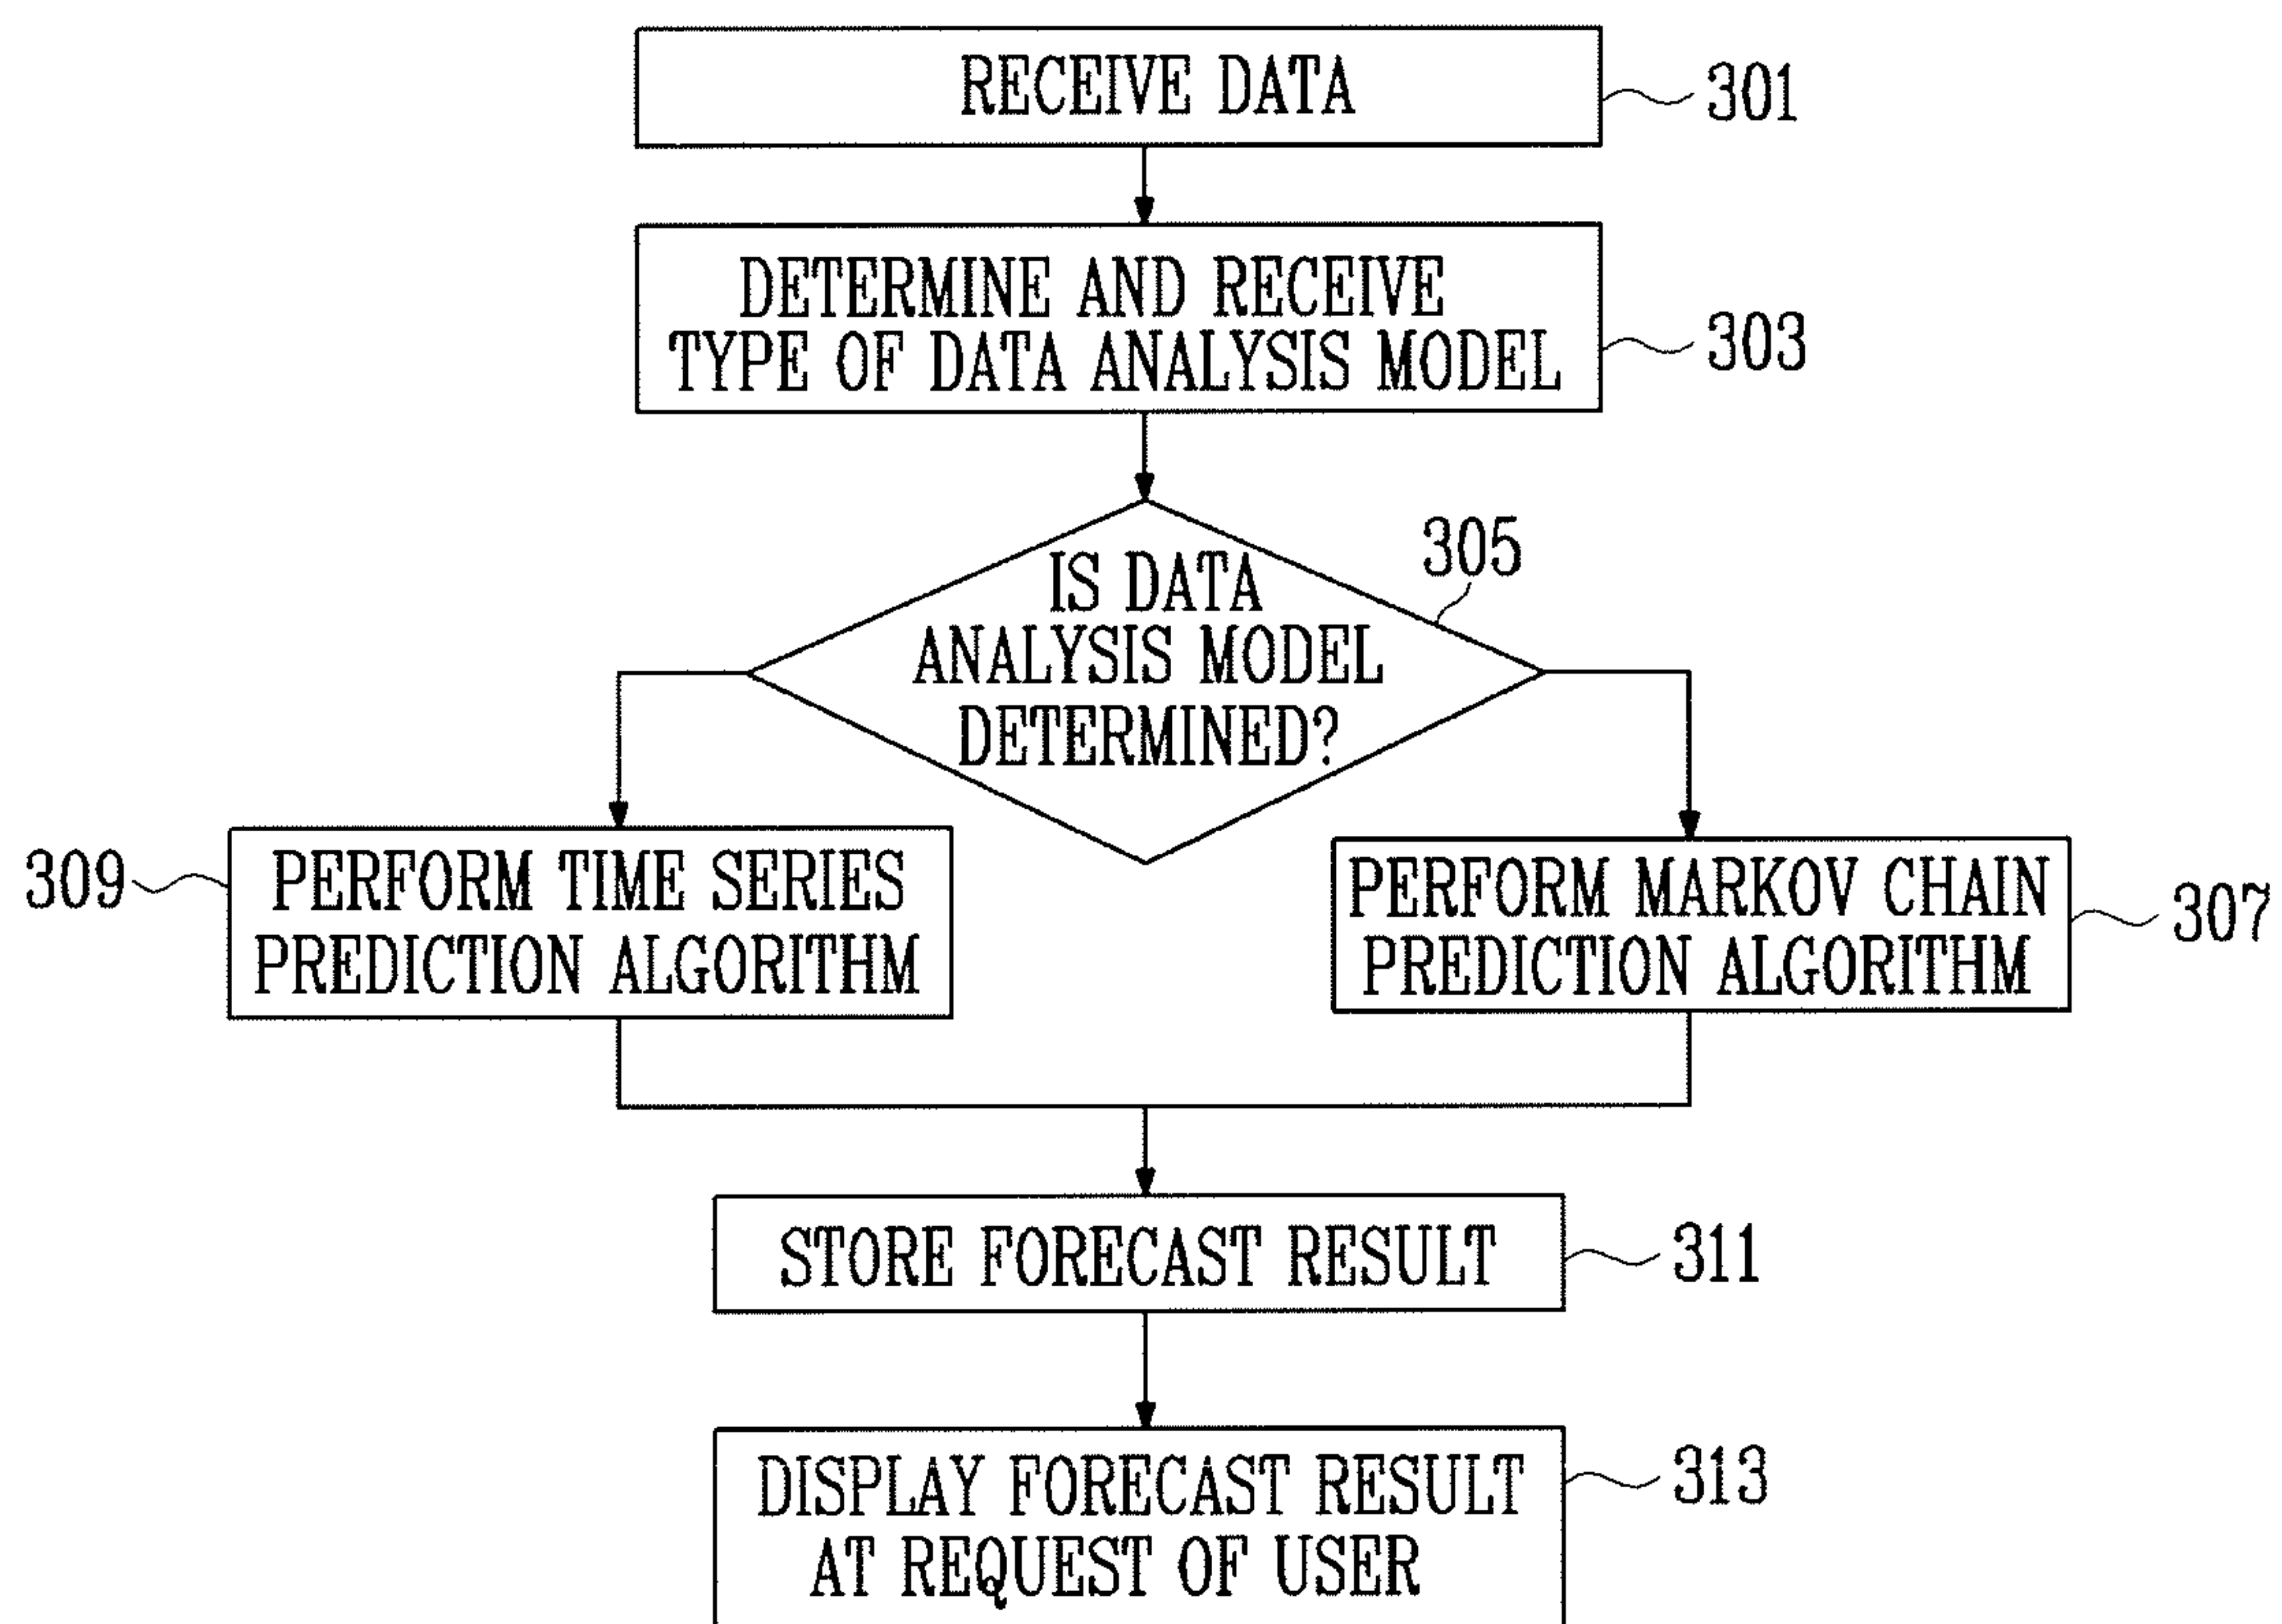 RECEIVE DATA
301
DETERMINE AND RECEIVE
TYPE OF DATA ANALYSIS MODEL
303
305
IS DATA
ANALYSIS MODEL
DETERMINED?
309
PERFORM TIME SERIES
PREDICTION ALGORITHM
PERFORM MARKOV CHAIN
PREDICTION ALGORITHM
307
STORE FORECAST RESULT
311
DISPLAY FORECAST RESULT
AT REQUEST OF USER
313